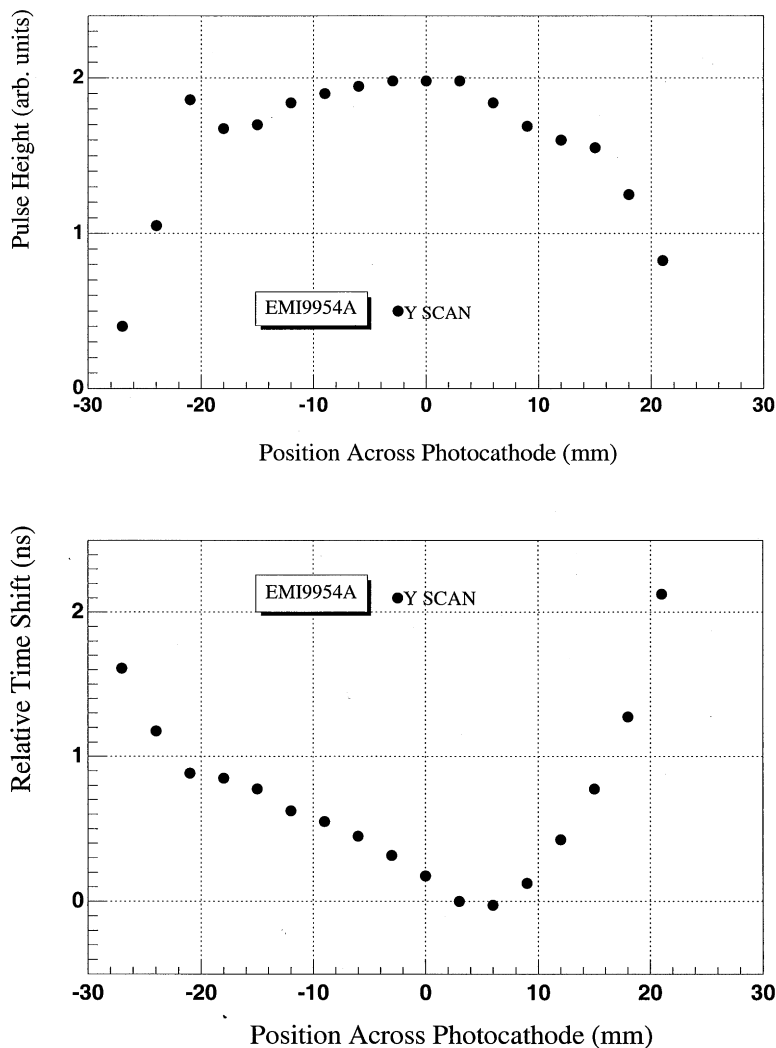 Pulse Height (arb. units)
2
1
0
EMI9954A
Y SCAN
-30 -20 -10 0 10 20 30
Position Across Photocathode (mm)
Relative Time Shift (ns)
EMI9954A
Y SCAN
2
1
0
-30 -20 -10 0 10 20 30
Position Across Photocathode (mm)